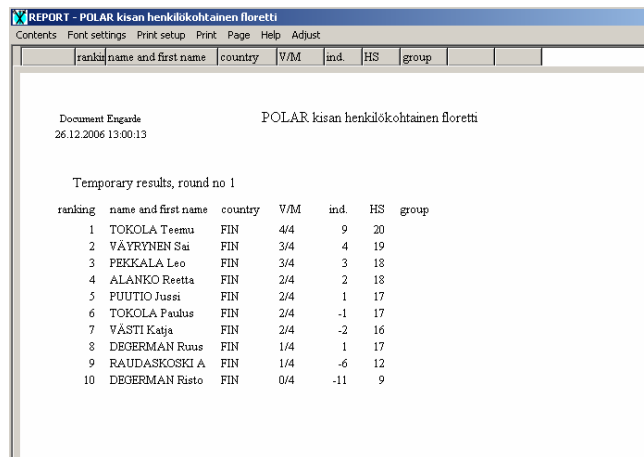 REPORT - POLAR kisan henkilökohtainen floretti
Contents Font settings Print setup Print Page Help Adjust
rankin name and first name country V/M ind. HS group
Document Engarde POLAR kisan henkilökohtainen floretti
26.12.2006 13:00:13
Temporary results, round no 1
ranking name and first name country V/M ind. HS group
1 TOKOLA Teemu FIN 4/4 9 20
2 VÄYRYNEN Sai FIN 3/4 4 19
3 PEKKALA Leo FIN 3/4 3 18
4 ALANKO Reetta FIN 2/4 2 18
5 PUUTIO Jussi FIN 2/4 1 17
6 TOKOLA Paulus FIN 2/4 -1 17
7 VÄSTI Katja FIN 2/4 -2 16
8 DEGERMAN Ruus FIN 1/4 1 17
9 RAUDASKOSKI A FIN 1/4 -6 12
10 DEGERMAN Risto FIN 0/4 -11 9